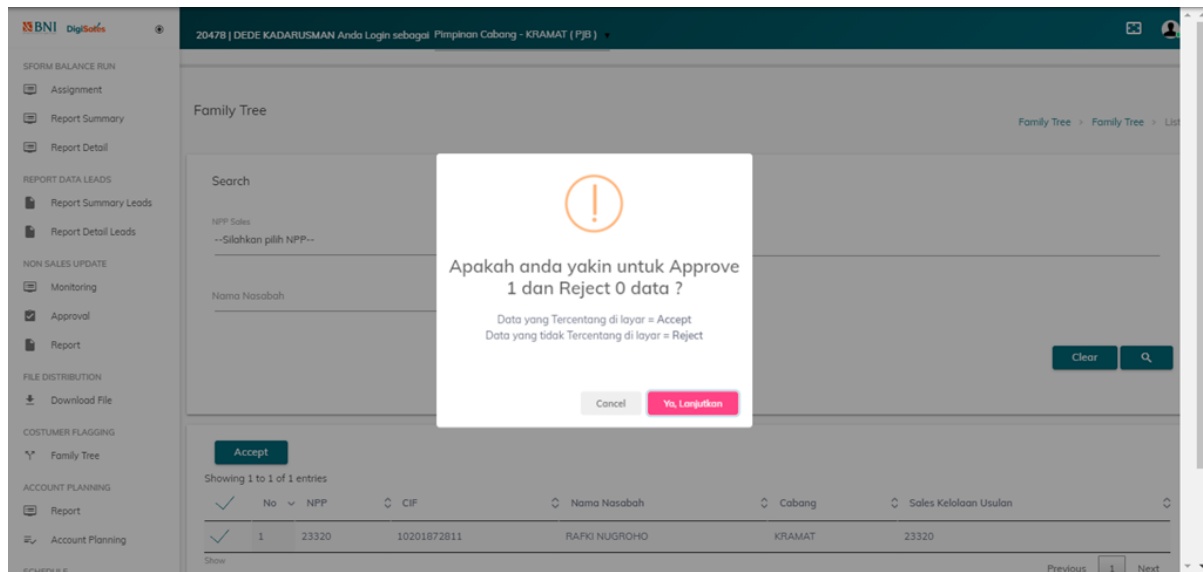 BNI DigiSales
20478 | DEDE KADARUSMAN Anda Login sebagai Pimpinan Cabang - KRAMAT ( PJB )
SFORM BALANCE RUN
Assignment
Report Summary
Report Detail
REPORT DATA LEADS
Report Summary Leads
Report Detail Leads
NON SALES UPDATE
Monitoring
Approval
Report
FILE DISTRIBUTION
Download File
COSTUMER FLAGGING
Family Tree
ACCOUNT PLANNING
Report
Account Planning
SCHEDULE
Family Tree
Family Tree > Family Tree > List
Search
NPP Sales
--Silahkan pilih NPP--
Nama Nasabah
Clear
Apakah anda yakin untuk Approve
1 dan Reject 0 data ?
Data yang Tercentang di layar = Accept
Data yang tidak Tercentang di layar = Reject
Cancel Ya, Lanjutkan
Accept
Showing 1 to 1 of 1 entries
No NPP CIF Nama Nasabah Cabang Sales Kelolaan Usulan
1 23320 10201872811 RAFKI NUGROHO KRAMAT 23320
Show
Previous 1 Next